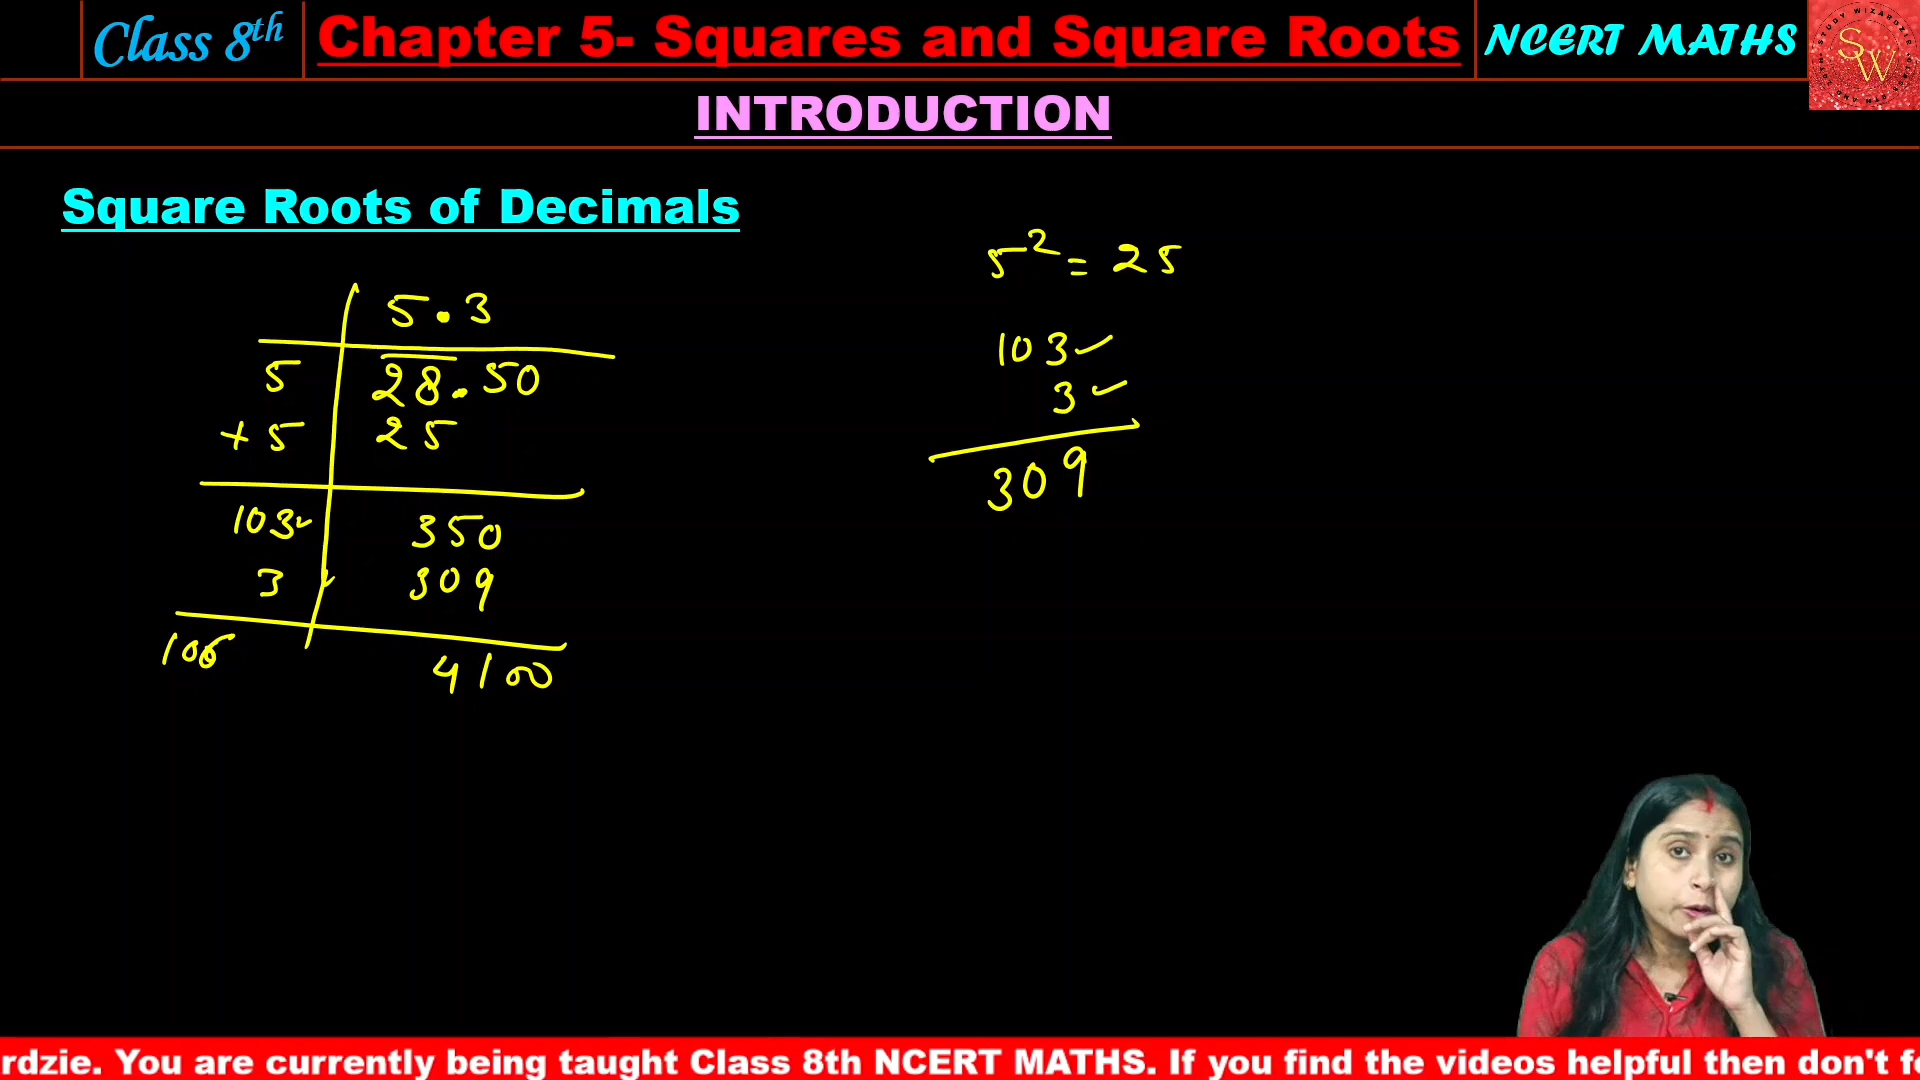 Class 8th
Chapter 5- Squares and Square Roots
NCERT MATHS
SW
INTRODUCTION
Square Roots of Decimals
5.3
5 28.50
+ 5 25
103 350
3 309
106 4100
5² = 25
103
3
309
rdzie. You are currently being taught Class 8th NCERT MATHS. If you find the videos helpful then don't f